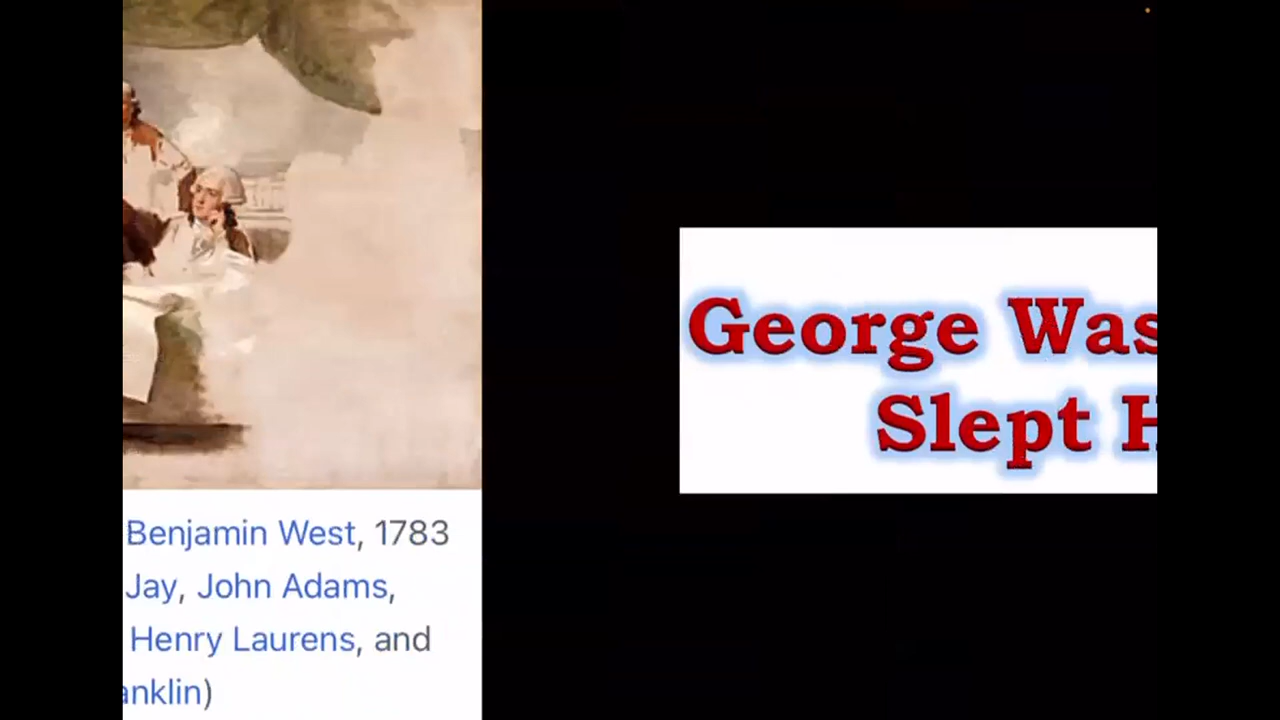 Benjamin West, 1783
Jay, John Adams,
Henry Laurens, and
anklin)
George Was
Slept H